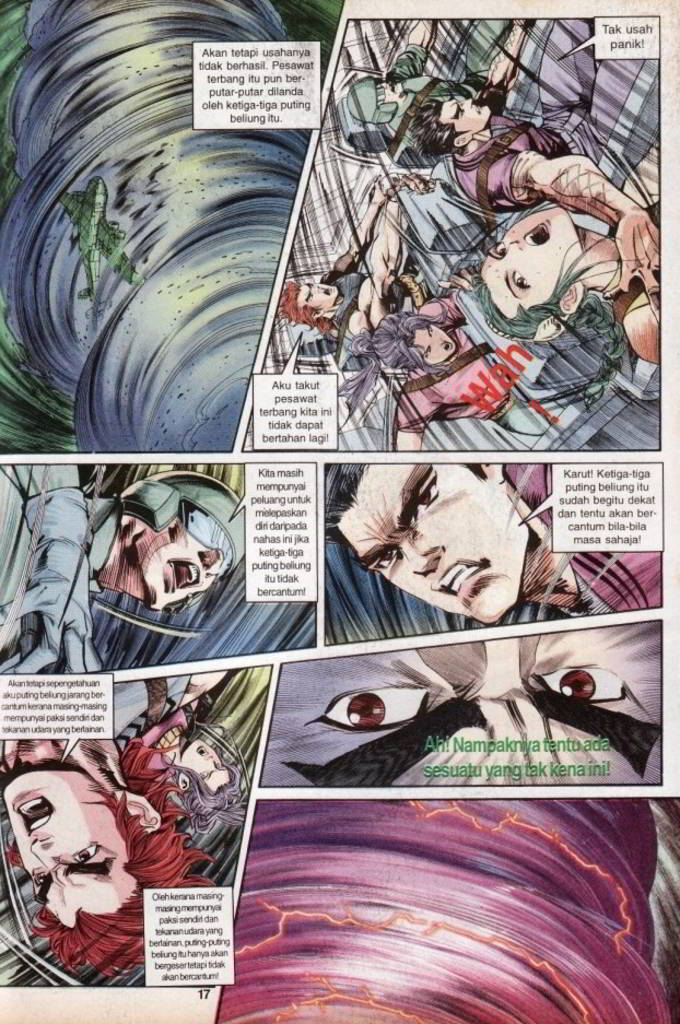 Akan tetapi usahanya
tidak berhasil. Pesawat
terbang itu pun ber-
putar-putar dilanda
oleh ketiga-tiga puting
beliung itu.
Tak usah
panik!
Wah
!
Aku takut
pesawat
terbang kita ini
tidak dapat
bertahan lagi!
Kita masih
mempunyai
peluang untuk
melepaskan
diri daripada
nahas ini jika
ketiga-tiga
puting beliung
itu tidak
bercantum!
Karut! Ketiga-tiga
puting beliung itu
sudah begitu dekat
dan tentu akan ber-
cantum bila-bila
masa sahaja!
Akan tetapi sepengetahuan
aku puting beliung jarang ber-
cantum kerana masing-masing
mempunyai paksi sendiri dan
tekanan udara yang berlainan.
Ah! Nampaknya tentu ada
sesuatu yang tak kena ini!
Oleh kerana masing-
masing mempunyai
paksi sendiri dan
tekanan udara yang
berlainan, puting-puting
beliung itu hanya akan
bergeser tetapi tidak
akan bercantum!
17